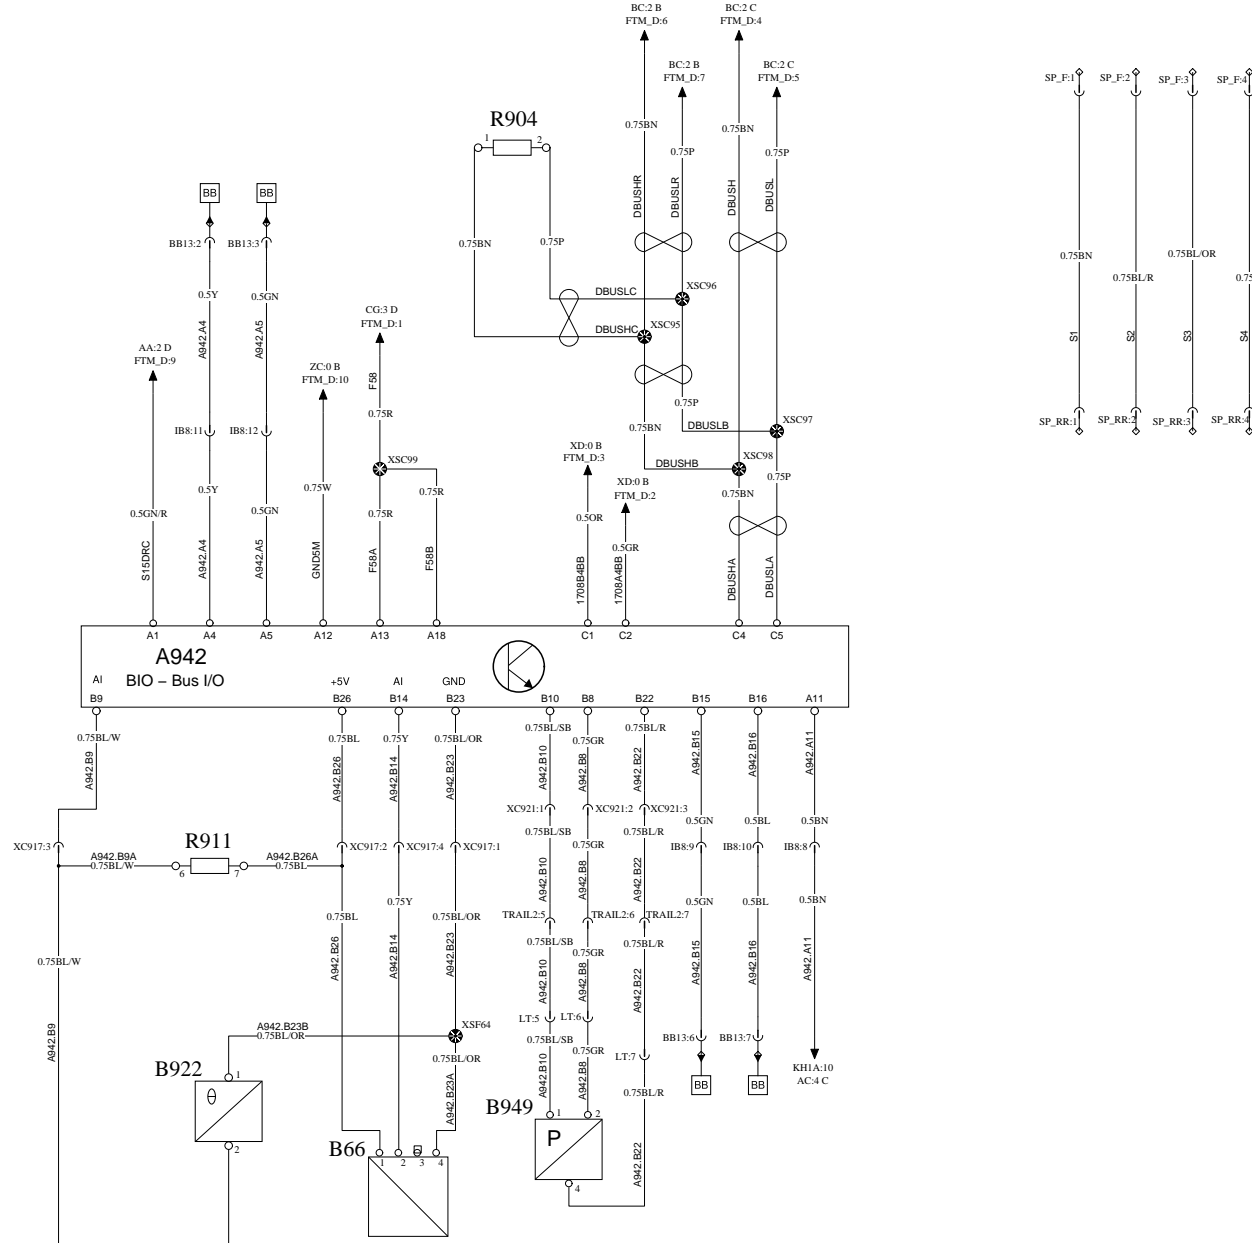 BC:2 B
FTM_D:6
BC:2 C
FTM_D:4
BC:2 B
FTM_D:7
BC:2 C
FTM_D:5
SP_F:1
SP_F:2
SP_F:3
SP_F:4
R904
1
2
0.75BN
0.75BN
0.75P
0.75P
BB
BB
DBUSHR
DBUSLR
DBUSH
DBUSL
BB13:2
BB13:3
0.75BN
0.75P
0.75BN
0.75BL/R
0.75BL/OR
0.75
0.5Y
0.5GN
DBUSLC
XSC96
CG:3 D
FTM_D:1
DBUSHC
XSC95
A942.A4
A942.A5
S1
S2
S3
S4
AA:2 D
FTM_D:9
ZC:0 B
FTM_D:10
F58
0.75R
0.75P
SP_RR:1
SP_RR:2
SP_RR:3
SP_RR:4
IB8:11
IB8:12
0.75BN
DBUSLB
XSC97
XSC99
XD:0 B
FTM_D:3
DBUSHB
XSC98
0.5Y
0.75W
0.75R
XD:0 B
FTM_D:2
0.75BN
0.75P
0.5GN/R
0.5GN
0.75R
0.5OR
0.5GR
S15DRC
A942.A4
A942.A5
GND5M
F58A
F58B
1708B4BB
1708A4BB
DBUSHA
DBUSLA
A1
A4
A5
A12
A13
A18
C1
C2
C4
C5
A942
BIO – Bus I/O
AI
+5V
AI
GND
B9
B26
B14
B23
B10
B8
B22
B15
B16
A11
0.75BL/W
0.75BL
0.75Y
0.75BL/OR
0.75BL/SB
0.75GR
0.75BL/R
A942.B9
A942.B26
A942.B14
A942.B23
A942.B10
A942.B8
A942.B22
A942.B15
A942.B16
A942.A11
XC921:1
XC921:2
XC921:3
0.75BL/SB
0.75GR
0.75BL/R
0.5GN
0.5BL
0.5BN
XC917:3
R911
XC917:2
XC917:4
XC917:1
IB8:9
IB8:10
IB8:8
A942.B9A
0.75BL/W
6
7
A942.B26A
0.75BL
A942.B10
A942.B8
A942.B22
0.75BL
0.75Y
0.75BL/OR
0.5GN
0.5BL
0.5BN
TRAIL2:5
TRAIL2:6
TRAIL2:7
0.75BL/SB
0.75GR
0.75BL/R
0.75BL/W
A942.B26
A942.B14
A942.B23
A942.B10
A942.B8
A942.B22
A942.B15
A942.B16
A942.A11
LT:5
LT:6
A942.B9
A942.B23B
0.75BL/OR
XSF64
0.75BL/SB
0.75GR
LT:7
BB13:6
BB13:7
0.75BL/OR
KH1A:10
AC:4 C
B922
1
θ
A942.B23A
A942.B10
A942.B8
0.75BL/R
BB
BB
B949
1
2
P
2
B66
1
2
3
4
A942.B22
4